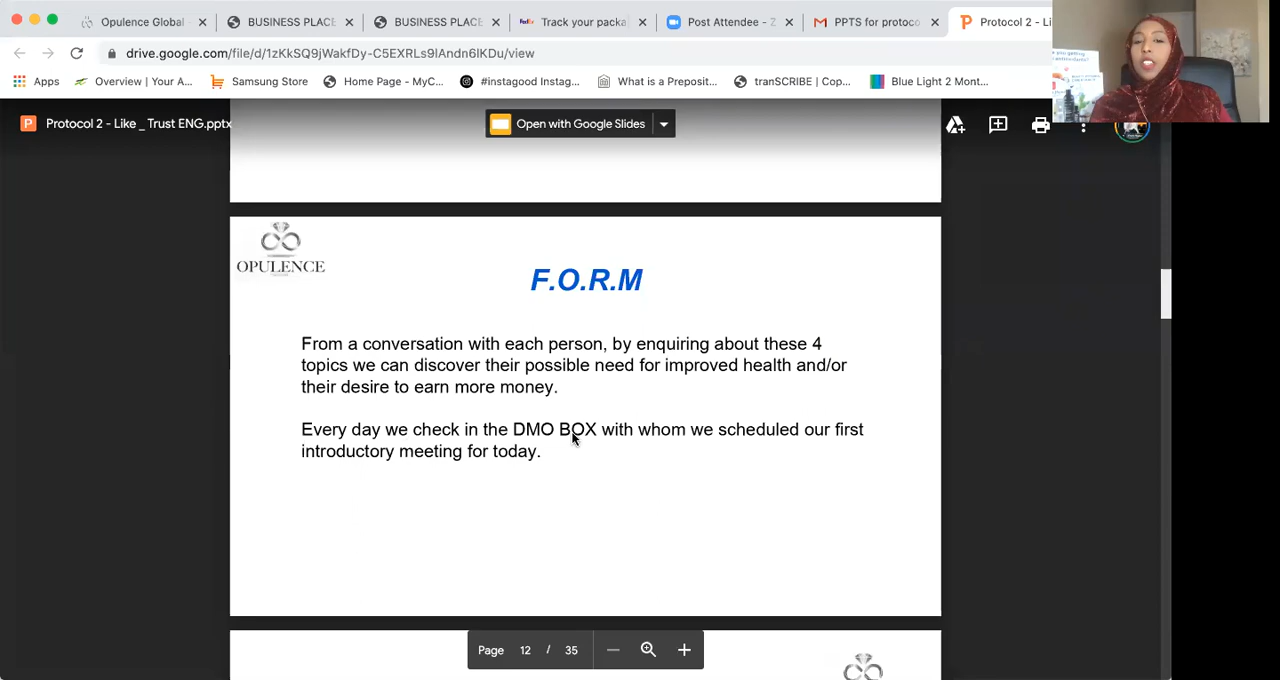 Opulence Global
BUSINESS PLACE
BUSINESS PLACE
FedEx
Track your packa
Post Attendee - Z
PPTS for protoco
Protocol 2 - Li
drive.google.com/file/d/1zKkSQ9jWakfDy-C5EXRLs9lArdm6lKDu/view
Apps
Overview | Your A...
Samsung Store
Home Page - MyC...
#instagood Instag...
What is a Preposit...
tranSCRIBE | Cop...
Blue Light 2 Mont...
Protocol 2 - Like _ Trust ENG.pptx
Open with Google Slides
OPULENCE
F.O.R.M
From a conversation with each person, by enquiring about these 4
topics we can discover their possible need for improved health and/or
their desire to earn more money.
Every day we check in the DMO BOX with whom we scheduled our first
introductory meeting for today.
Page 12 / 35